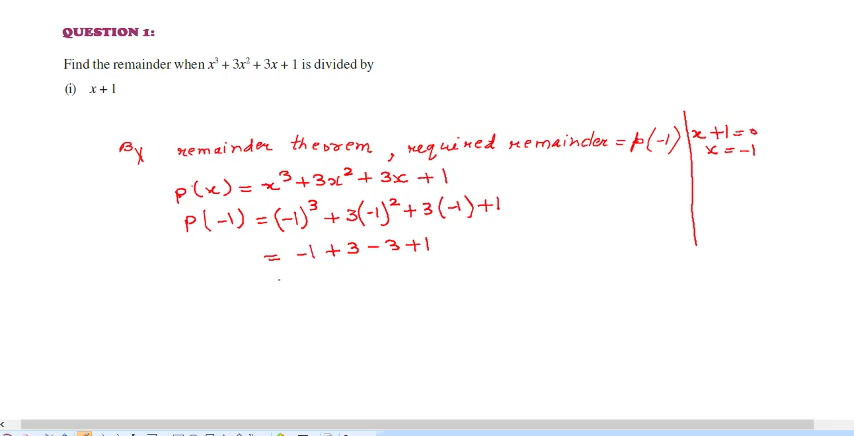 QUESTION 1:
Find the remainder when x³ + 3x² + 3x + 1 is divided by
(i) x + 1
By remainder theorem, required remainder = p(-1)
x + 1 = 0
x = -1
p(x) = x³ + 3x² + 3x + 1
p(-1) = (-1)³ + 3(-1)² + 3(-1) + 1
= -1 + 3 - 3 + 1